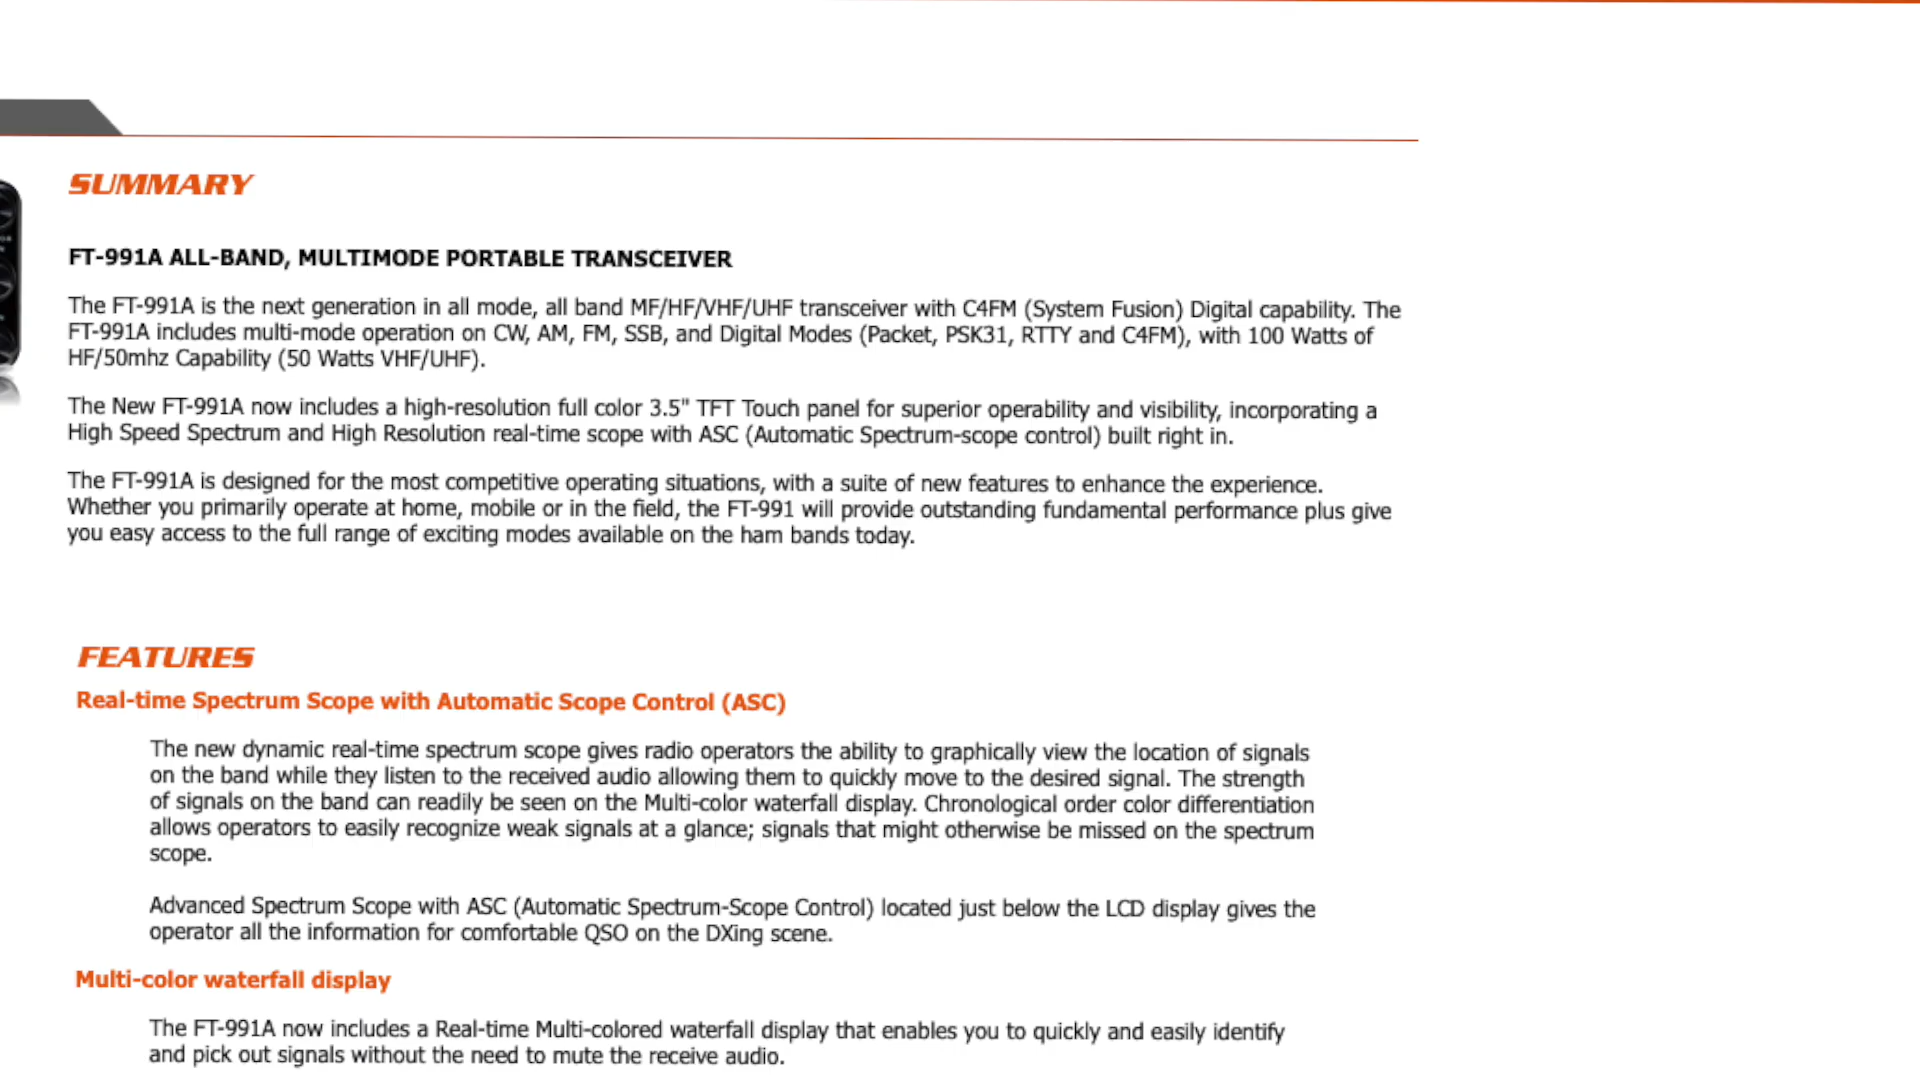 SUMMARY
FT-991A ALL-BAND, MULTIMODE PORTABLE TRANSCEIVER
The FT-991A is the next generation in all mode, all band MF/HF/VHF/UHF transceiver with C4FM (System Fusion) Digital capability. The
FT-991A includes multi-mode operation on CW, AM, FM, SSB, and Digital Modes (Packet, PSK31, RTTY and C4FM), with 100 Watts of
HF/50mhz Capability (50 Watts VHF/UHF).
The New FT-991A now includes a high-resolution full color 3.5" TFT Touch panel for superior operability and visibility, incorporating a
High Speed Spectrum and High Resolution real-time scope with ASC (Automatic Spectrum-scope control) built right in.
The FT-991A is designed for the most competitive operating situations, with a suite of new features to enhance the experience.
Whether you primarily operate at home, mobile or in the field, the FT-991 will provide outstanding fundamental performance plus give
you easy access to the full range of exciting modes available on the ham bands today.
FEATURES
Real-time Spectrum Scope with Automatic Scope Control (ASC)
The new dynamic real-time spectrum scope gives radio operators the ability to graphically view the location of signals
on the band while they listen to the received audio allowing them to quickly move to the desired signal. The strength
of signals on the band can readily be seen on the Multi-color waterfall display. Chronological order color differentiation
allows operators to easily recognize weak signals at a glance; signals that might otherwise be missed on the spectrum
scope.
Advanced Spectrum Scope with ASC (Automatic Spectrum-Scope Control) located just below the LCD display gives the
operator all the information for comfortable QSO on the DXing scene.
Multi-color waterfall display
The FT-991A now includes a Real-time Multi-colored waterfall display that enables you to quickly and easily identify
and pick out signals without the need to mute the receive audio.